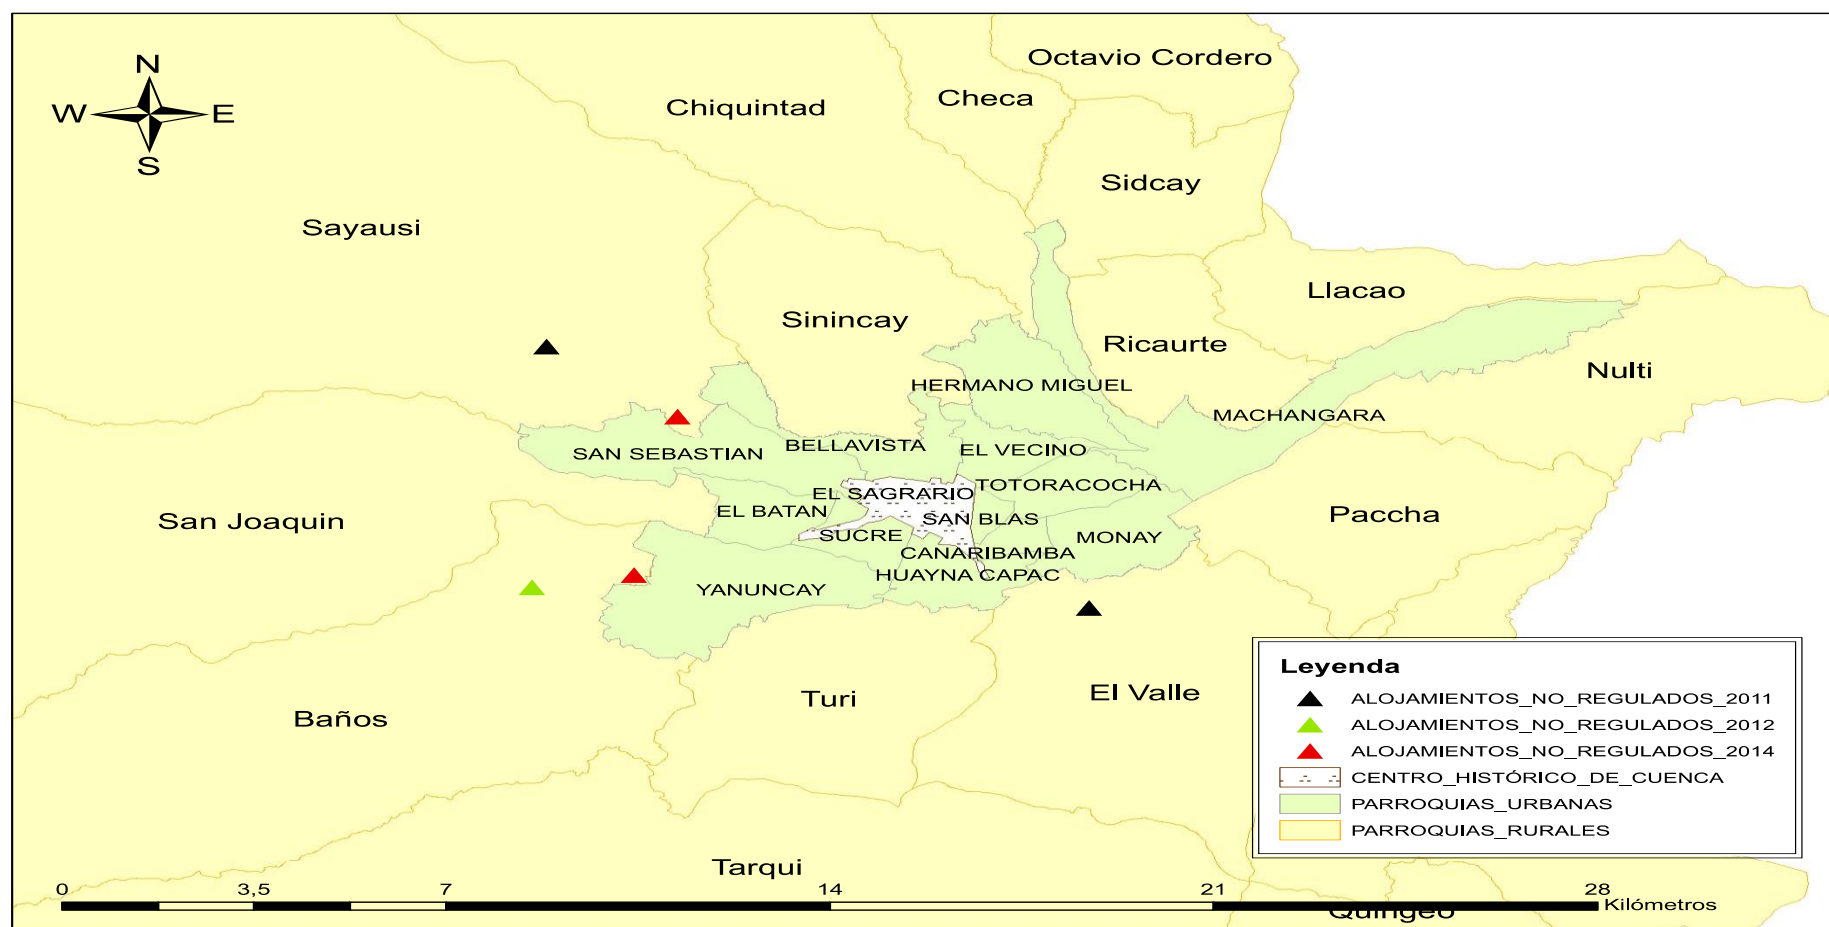 Octavio Cordero
N
Checa
Chiquintad
W
E
S
Sidcay
Sayausi
Llacao
Sinincay
Ricaurte
Nulti
HERMANO MIGUEL
MACHANGARA
BELLAVISTA
EL VECINO
SAN SEBASTIAN
TOTORACOCHA
EL SAGRARIO
EL BATAN
SAN BLAS
San Joaquin
Paccha
SUCRE
MONAY
CANARIBAMBA
HUAYNA CAPAC
YANUNCAY
El Valle
Turi
Baños
Leyenda
ALOJAMIENTOS_NO_REGULADOS_2011
ALOJAMIENTOS_NO_REGULADOS_2012
ALOJAMIENTOS_NO_REGULADOS_2014
CENTRO_HISTÓRICO_DE_CUENCA
PARROQUIAS_URBANAS
PARROQUIAS_RURALES
Tarqui
0 3,5 7 14 21 28
Kilómetros
Quingeo